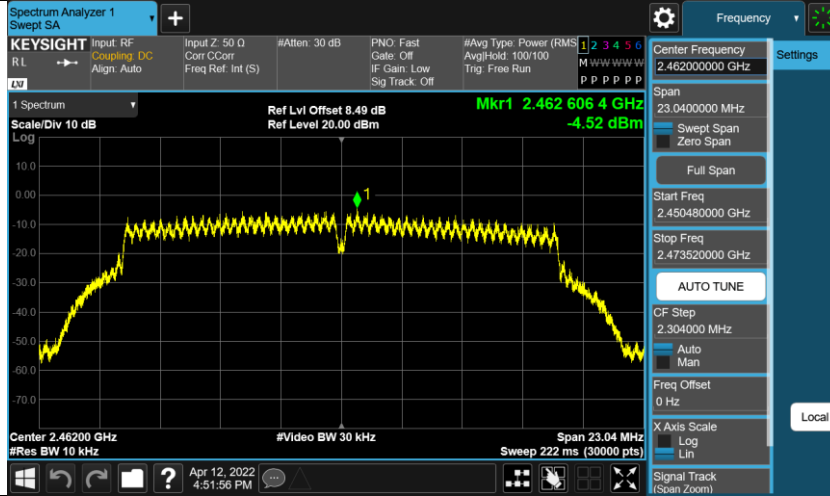 Spectrum Analyzer 1
Swept SA
Frequency
KEYSIGHT
R L
LXI
Input: RF
Coupling: DC
Align: Auto
Input Z: 50 Ω
Corr CCorr
Freq Ref: Int (S)
#Atten: 30 dB
PNO: Fast
Gate: Off
IF Gain: Low
Sig Track: Off
#Avg Type: Power (RMS
Avg|Hold: 100/100
Trig: Free Run
1 2 3 4 5 6
M W W W W W
P P P P P P
1 Spectrum
Scale/Div 10 dB
Log
Ref Lvl Offset 8.49 dB
Ref Level 20.00 dBm
Mkr1 2.462 606 4 GHz
-4.52 dBm
1
10.0
0.00
-10.0
-20.0
-30.0
-40.0
-50.0
-60.0
-70.0
Center 2.46200 GHz
#Res BW 10 kHz
#Video BW 30 kHz
Span 23.04 MHz
Sweep 222 ms (30000 pts)
Apr 12, 2022
4:51:56 PM
Center Frequency
2.462000000 GHz
Settings
Span
23.0400000 MHz
Swept Span
Zero Span
Full Span
Start Freq
2.450480000 GHz
Stop Freq
2.473520000 GHz
AUTO TUNE
CF Step
2.304000 MHz
Auto
Man
Freq Offset
0 Hz
X Axis Scale
Log
Lin
Local
Signal Track
(Span Zoom)